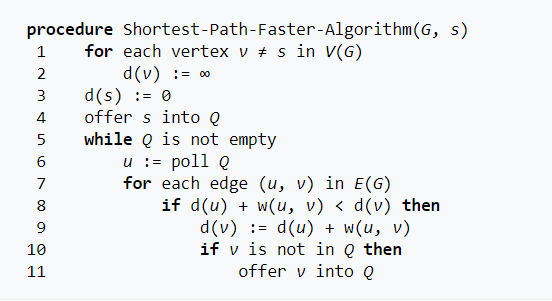 procedure Shortest-Path-Faster-Algorithm(G, s)
1 for each vertex v ≠ s in V(G)
2 d(v) := ∞
3 d(s) := 0
4 offer s into Q
5 while Q is not empty
6 u := poll Q
7 for each edge (u, v) in E(G)
8 if d(u) + w(u, v) < d(v) then
9 d(v) := d(u) + w(u, v)
10 if v is not in Q then
11 offer v into Q